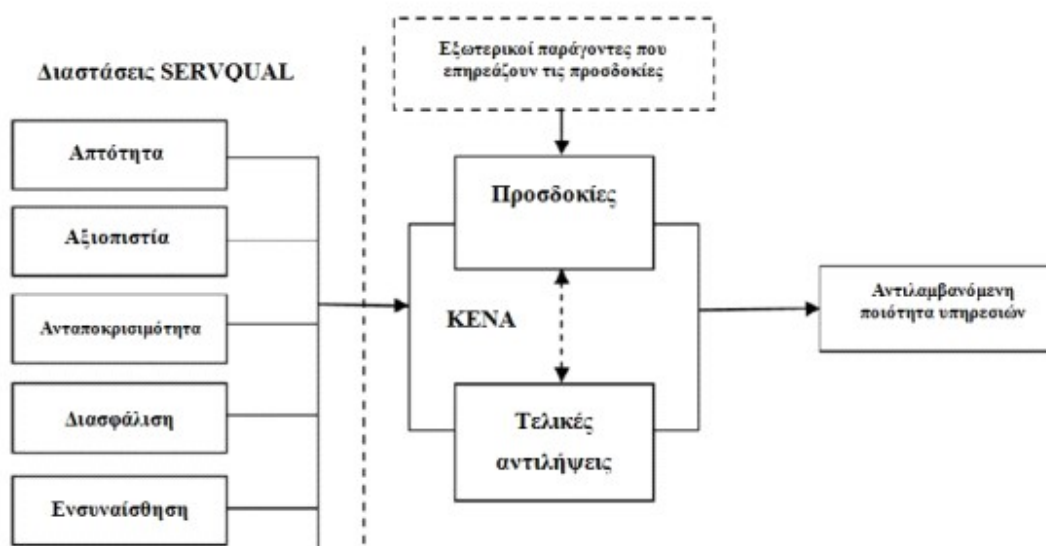 Διαστάσεις SERVQUAL
Απτότητα
Αξιοπιστία
Ανταποκρισιμότητα
Διασφάλιση
Ενσυναίσθηση
Εξωτερικοί παράγοντες που
επηρεάζουν τις προσδοκίες
Προσδοκίες
ΚΕΝΑ
Τελικές
αντιλήψεις
Αντιλαμβανόμενη
ποιότητα υπηρεσιών